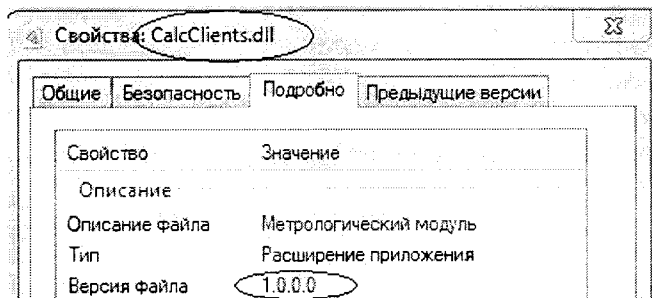 Свойства: CalcClients.dll
Общие Безопасность Подробно Предыдущие версии
Свойство Значение
Описание
Описание файла Метрологический модуль
Тип Расширение приложения
Версия файла 1.0.0.0